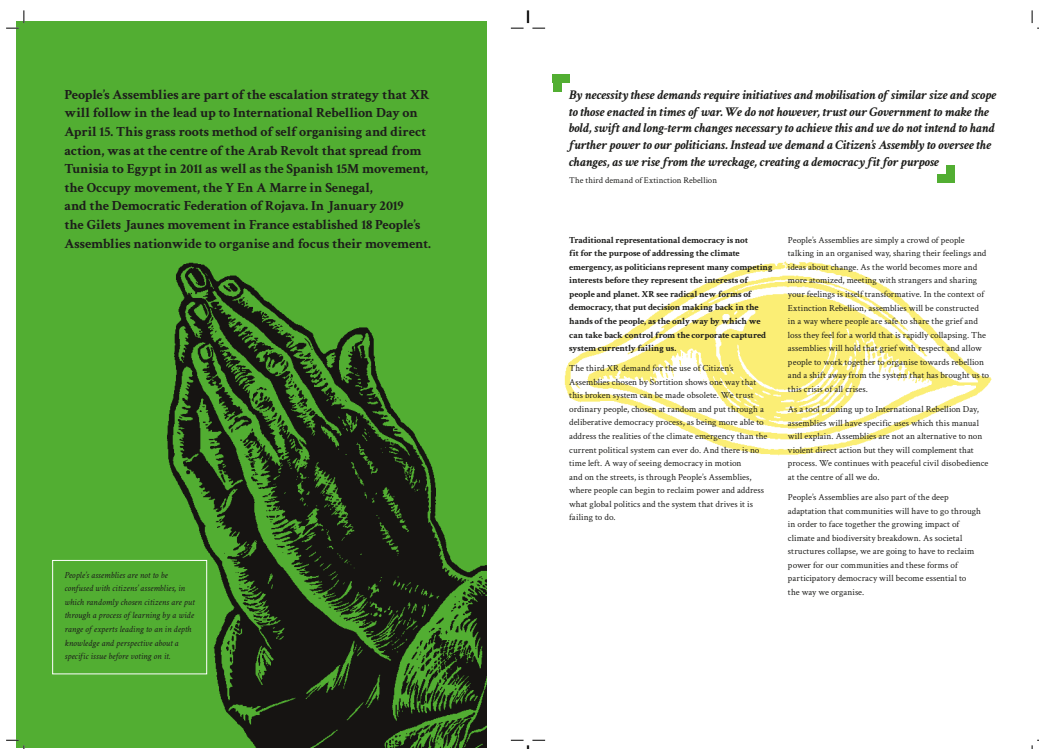 People's Assemblies are part of the escalation strategy that XR
will follow in the lead up to International Rebellion Day on
April 15. This grass roots method of self organising and direct
action, was at the centre of the Arab Revolt that spread from
Tunisia to Egypt in 2011 as well as the Spanish 15M movement,
the Occupy movement, the Y En A Marre in Senegal,
and the Democratic Federation of Rojava. In January 2019
the Gilets Jaunes movement in France established 18 People's
Assemblies nationwide to organise and focus their movement.
People's assemblies are not to be
confused with citizens' assemblies, in
which randomly chosen citizens are put
through a process of learning by a wide
range of experts leading to an in depth
knowledge and perspective about a
specific issue before voting on it.
By necessity these demands require initiatives and mobilisation of similar size and scope
to those enacted in times of war. We do not however, trust our Government to make the
bold, swift and long-term changes necessary to achieve this and we do not intend to hand
further power to our politicians. Instead we demand a Citizen's Assembly to oversee the
changes, as we rise from the wreckage, creating a democracy fit for purpose
The third demand of Extinction Rebellion
Traditional representational democracy is not
fit for the purpose of addressing the climate
emergency, as politicians represent many competing
interests before they represent the interests of
people and planet. XR see radical new forms of
democracy, that put decision making back in the
hands of the people, as the only way by which we
can take back control from the corporate captured
system currently failing us.
The third XR demand for the use of Citizen's
Assemblies chosen by Sortition shows one way that
this broken system can be made obsolete. We trust
ordinary people, chosen at random and put through a
deliberative democracy process, as being more able to
address the realities of the climate emergency than the
current political system can ever do. And there is no
time left. A way of seeing democracy in motion
and on the streets, is through People's Assemblies,
where people can begin to reclaim power and address
what global politics and the system that drives it is
failing to do.
People's Assemblies are simply a crowd of people
talking in an organised way, sharing their feelings and
ideas about change. As the world becomes more and
more atomized, meeting with strangers and sharing
your feelings is itself transformative. In the context of
Extinction Rebellion, assemblies will be constructed
in a way where people are safe to share the grief and
loss they feel for a world that is rapidly collapsing. The
assemblies will hold that grief with respect and allow
people to work together to organise towards rebellion
and a shift away from the system that has brought us to
this crisis of all crises.
As a tool running up to International Rebellion Day,
assemblies will have specific uses which this manual
will explain. Assemblies are not an alternative to non
violent direct action but they will complement that
process. We continues with peaceful civil disobedience
at the centre of all we do.
People's Assemblies are also part of the deep
adaptation that communities will have to go through
in order to face together the growing impact of
climate and biodiversity breakdown. As societal
structures collapse, we are going to have to reclaim
power for our communities and these forms of
participatory democracy will become essential to
the way we organise.